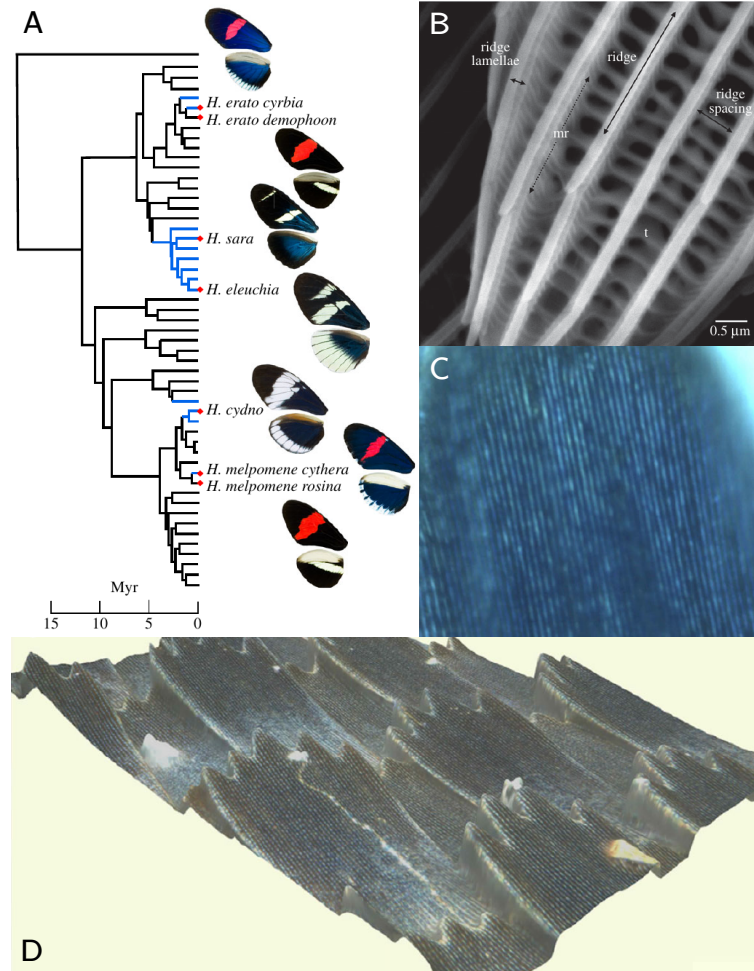 A
H. erato cyrbia
H. erato demophoon
H. sara
H. eleuchia
H. cydno
H. melpomene cythera
H. melpomene rosina
Myr
15 10 5 0
B
ridge
lamellae
ridge
ridge
spacing
mr
t
0.5 µm
C
D